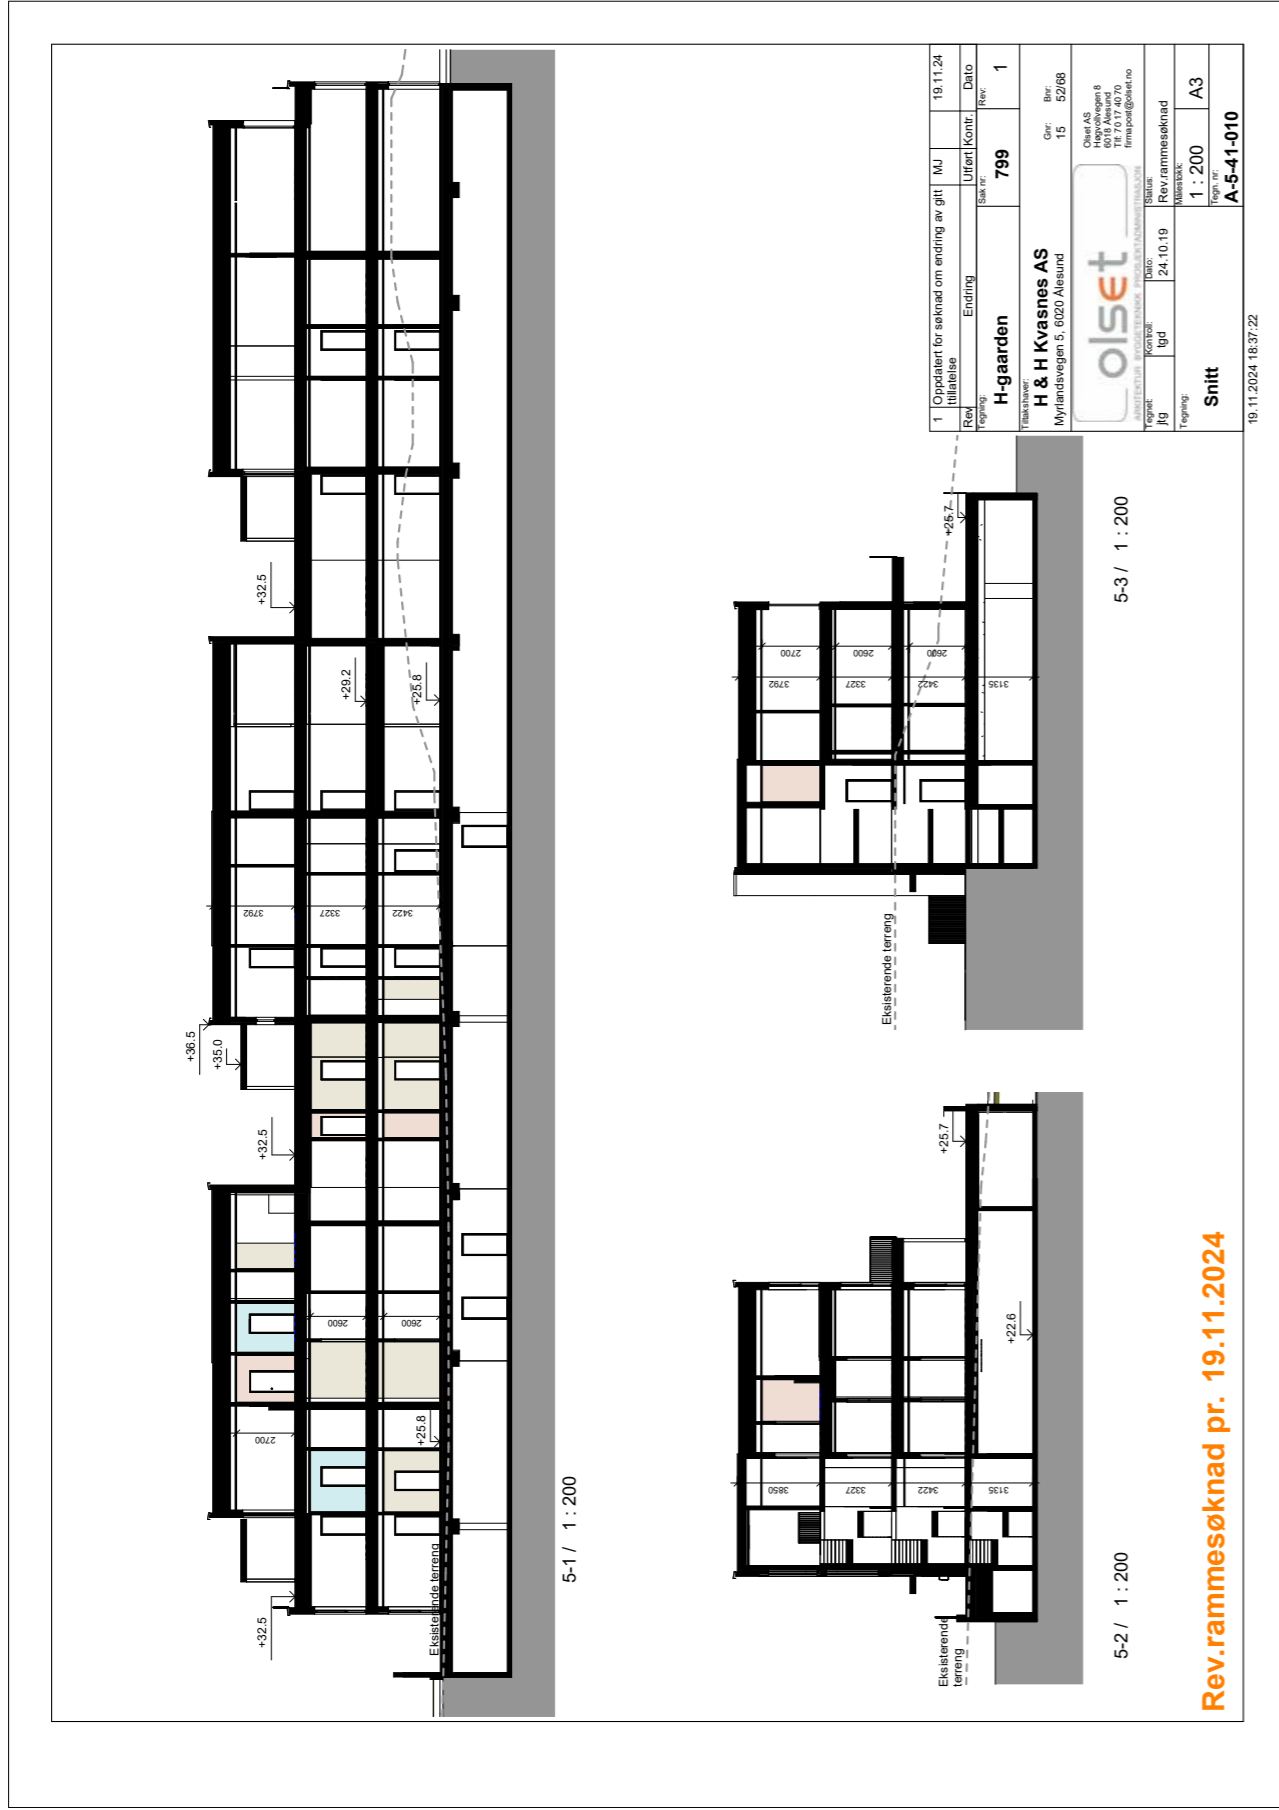 +32.5
2700
+32.5
+36.5
+35.0
3792
+32.5
Eksisterende terreng
+25.8
2600
2600
3327
3422
+29.2
+25.8
5-1 / 1 : 200
Eksisterende
terreng
3850
3327
3422
3135
+25.7
+22.6
5-2 / 1 : 200
Eksisterende terreng
3792
2700
3327
2600
3422
2600
3135
+25.7
5-3 / 1 : 200
1 Oppdatert for søknad om endring av gitt MJ 19.11.24
ttillatelse
Rev Endring Utført Kontr. Dato
Tegning: Sak nr: Rev:
H-gaarden 799 1
Tiltakshaver: Gnr: Bnr:
H & H Kvasnes AS 15 52/68
Myrlandsvegen 5, 6020 Ålesund
olset
ARKITEKTUR BYGGETEKNIKK PROSJEKTADMINISTRASJON
Olset AS
Høgvollvegen 8
6018 Ålesund
Tlf: 70 17 40 70
firmapost@olset.no
Tegnet: Kontroll: Dato: Status:
jtg tgd 24.10.19 Rev.rammesøknad
Tegning: Målestokk:
Snitt 1 : 200 A3
Tegn. nr:
A-5-41-010
19.11.2024 18:37:22
Rev.rammesøknad pr. 19.11.2024